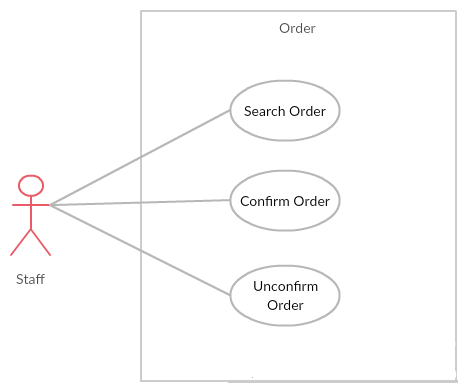 Order
Search Order
Confirm Order
Unconfirm
Order
Staff